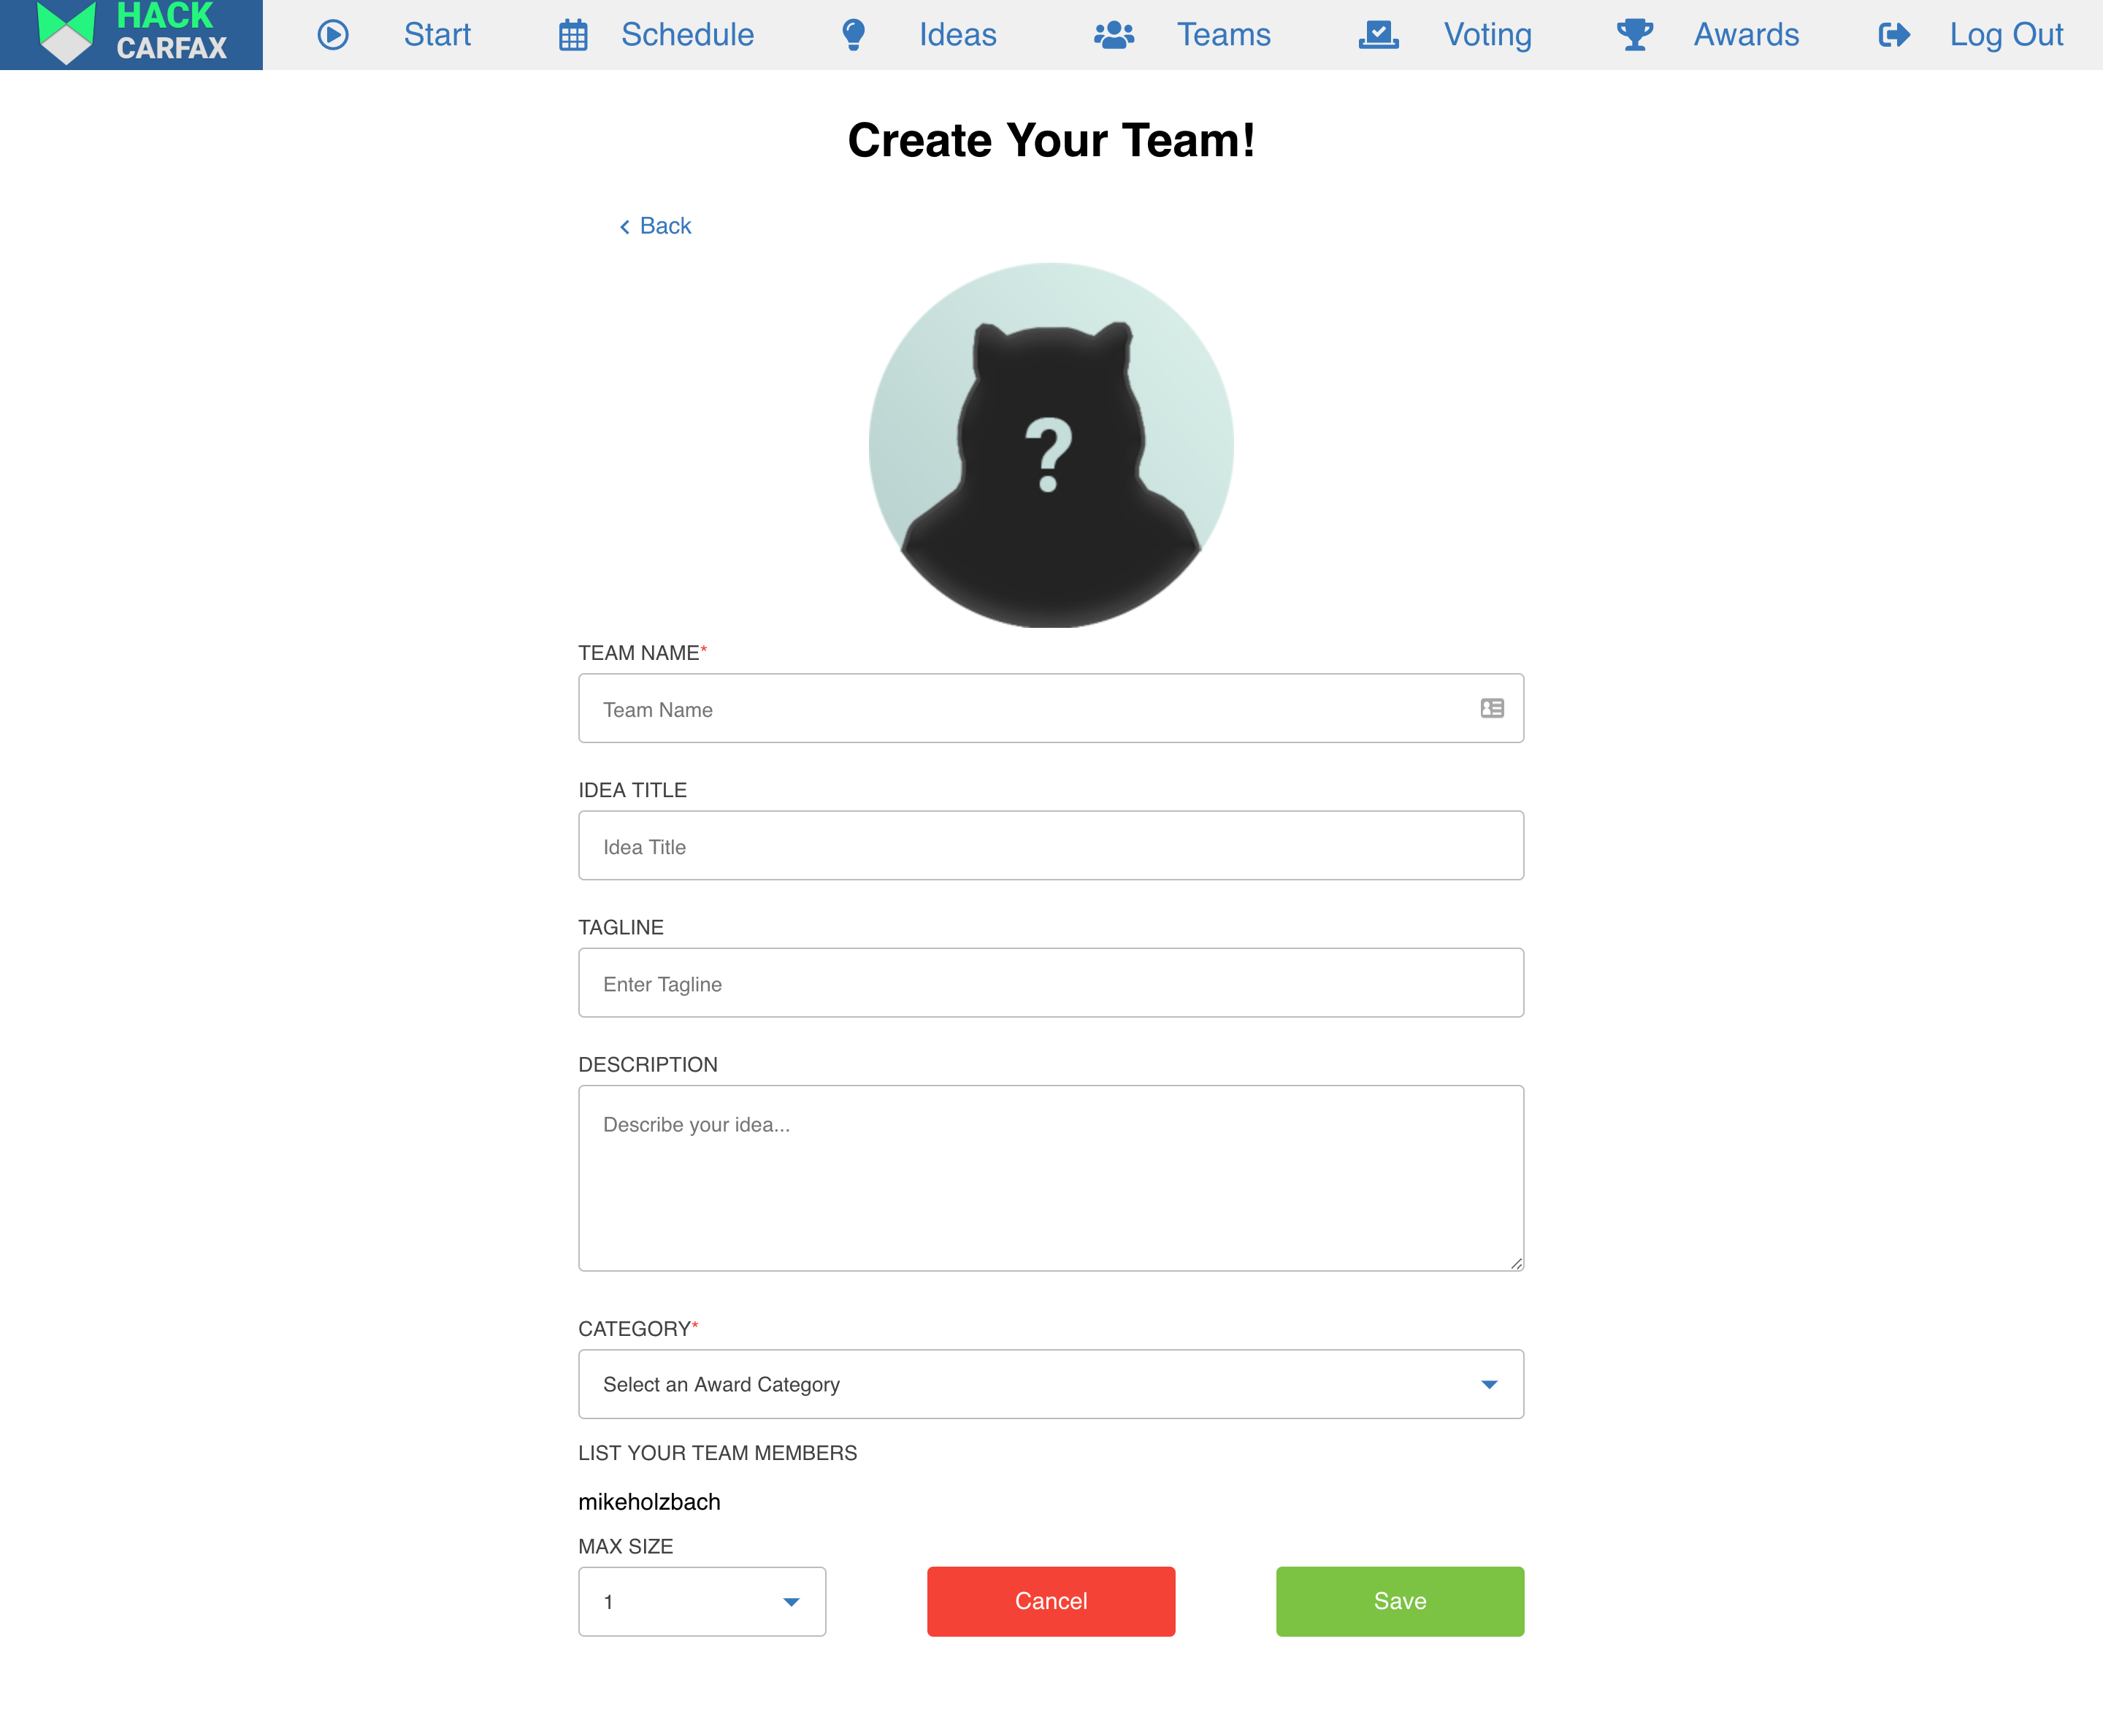 HACK
CARFAX
Start
Schedule
Ideas
Teams
Voting
Awards
Log Out
Create Your Team!
Back
?
TEAM NAME*
Team Name
IDEA TITLE
Idea Title
TAGLINE
Enter Tagline
DESCRIPTION
Describe your idea...
CATEGORY*
Select an Award Category
LIST YOUR TEAM MEMBERS
mikeholzbach
MAX SIZE
1
Cancel
Save